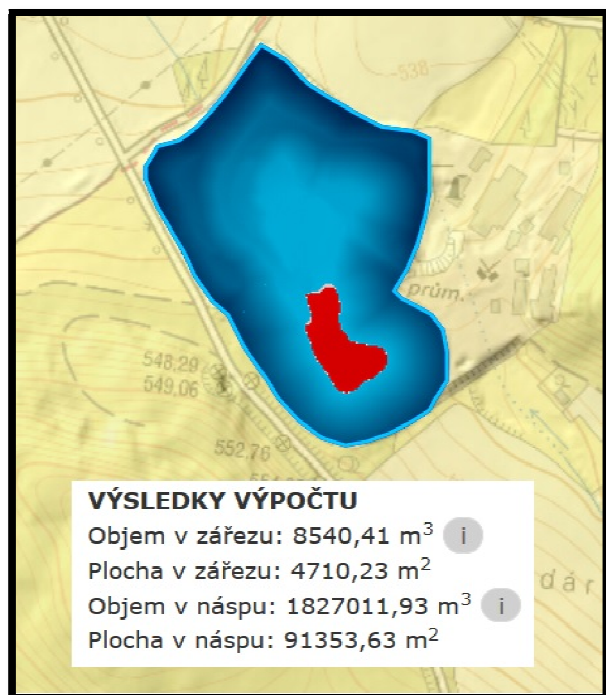 538
prům.
548.29
549.06
552.76
VÝSLEDKY VÝPOČTU
Objem v zářezu: 8540,41 m³ i
Plocha v zářezu: 4710,23 m²
Objem v náspu: 1827011,93 m³ i
dár
Plocha v náspu: 91353,63 m²